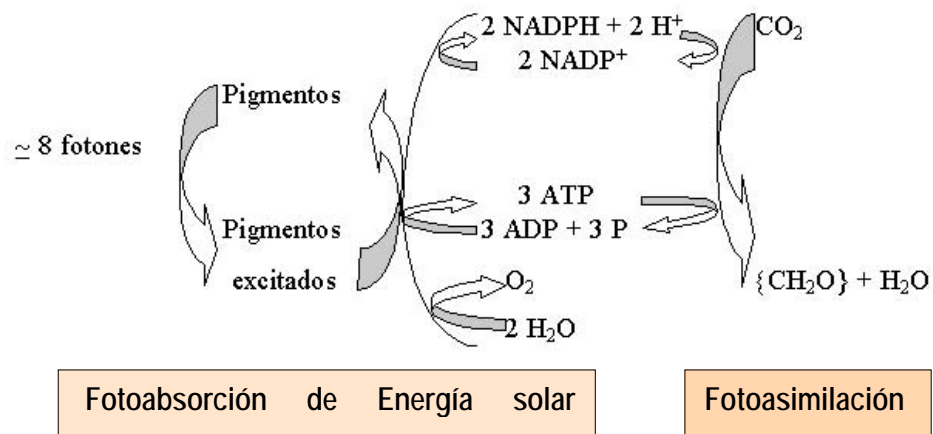 2 NADPH + 2 H⁺
CO₂
2 NADP⁺
Pigmentos
≃ 8 fotones
3 ATP
Pigmentos
3 ADP + 3 P
excitados
O₂
{CH₂O} + H₂O
2 H₂O
Fotoabsorción de Energía solar
Fotoasimilación